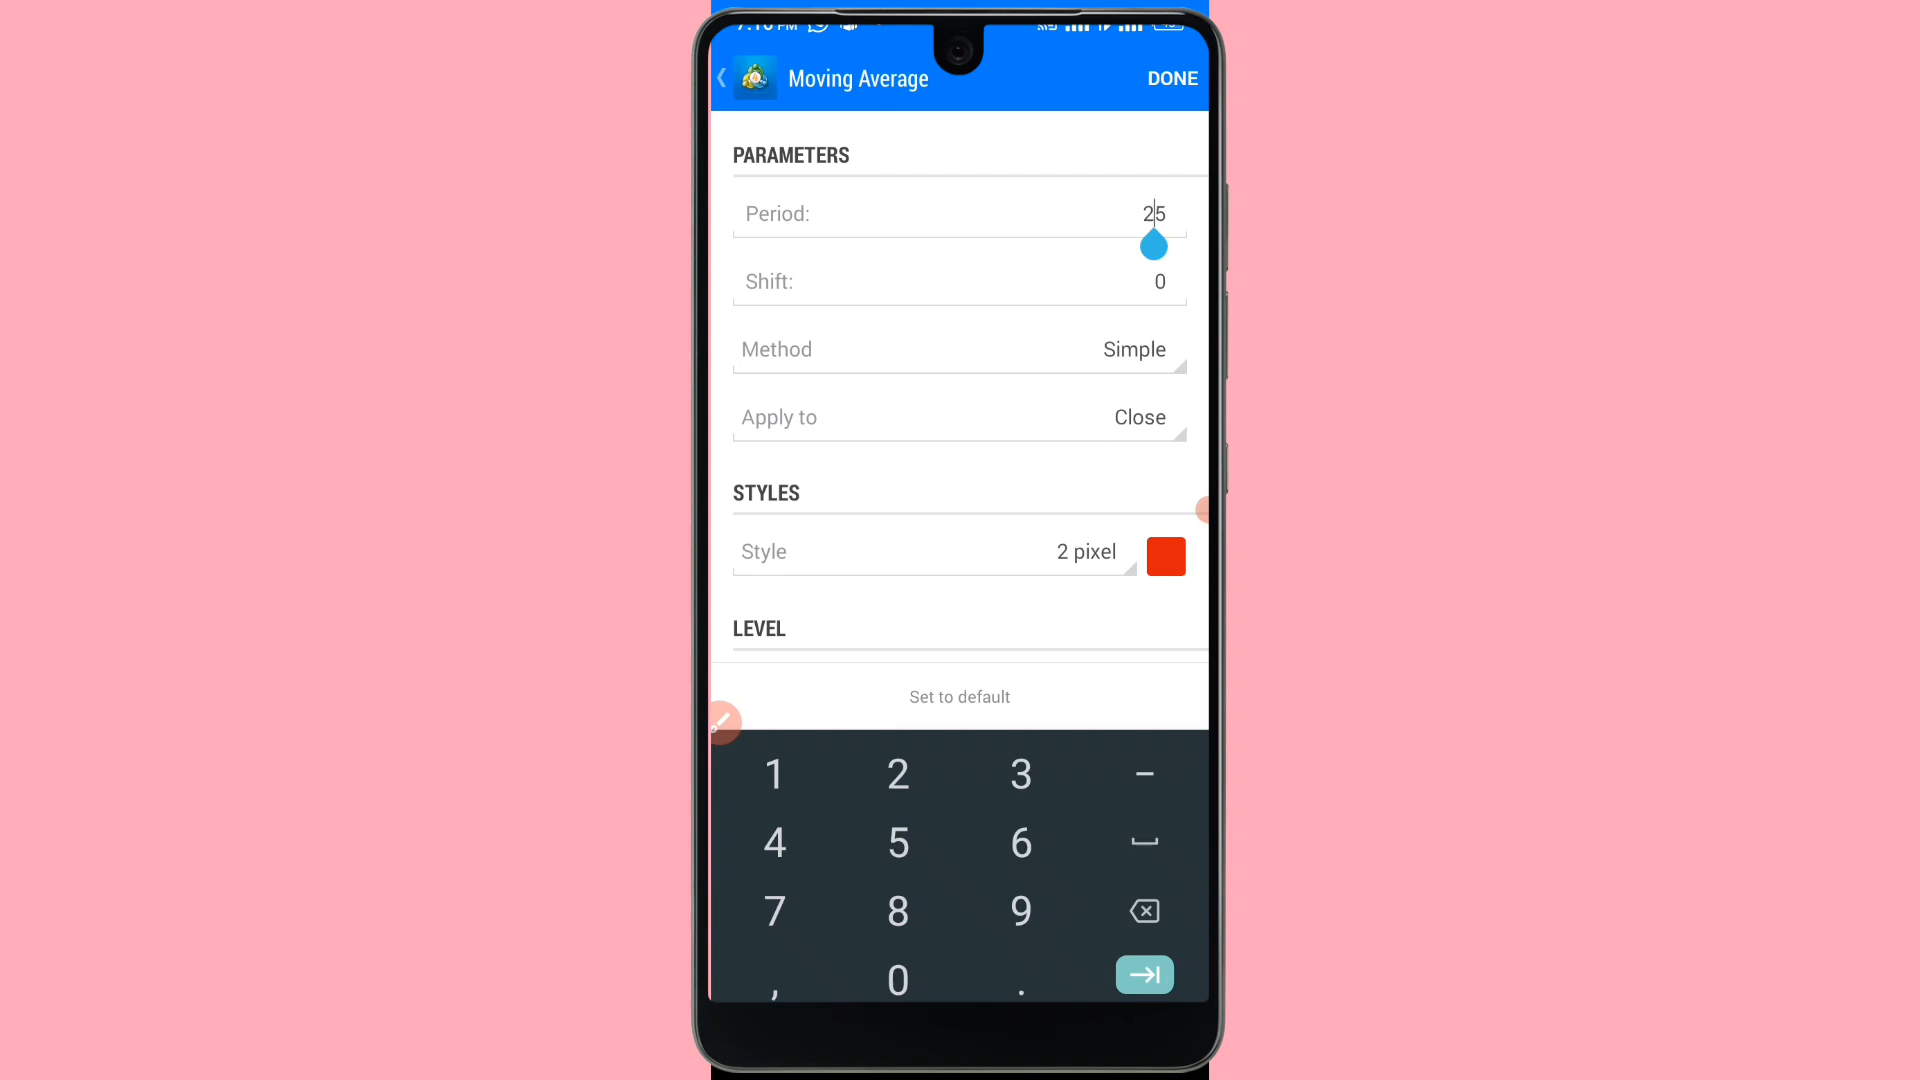 Moving Average DONE
PARAMETERS
Period: 25
Shift: 0
Method Simple
Apply to Close
STYLES
Style 2 pixel
LEVEL
Set to default
1 2 3 –
4 5 6
7 8 9
, 0 .